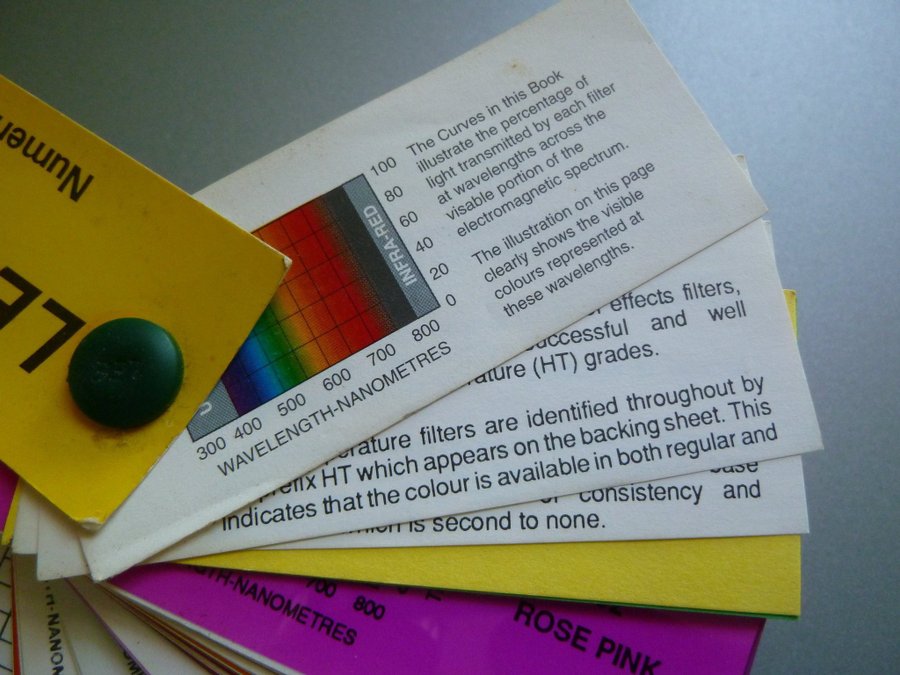 Numer
LE
The Curves in this Book
illustrate the percentage of
light transmitted by each filter
at wavelengths across the
visable portion of the
electromagnetic spectrum.
The illustration on this page
clearly shows the visible
colours represented at
these wavelengths.
100
80
60
40
20
0
INFRA-RED
U
300 400 500 600 700 800
WAVELENGTH-NANOMETRES
effects filters,
successful and well
rature (HT) grades.
erature filters are identified throughout by
prefix HT which appears on the backing sheet. This
indicates that the colour is available in both regular and
consistency and
is second to none.
700 800
GTH-NANOMETRES
ROSE PINK